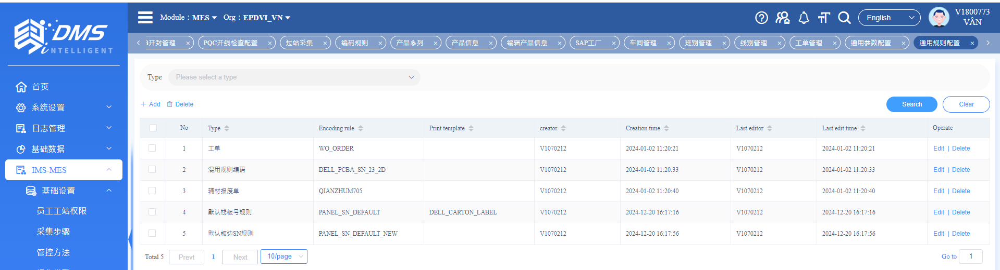 DMS
iNTELLIGENT
Module : MES Org : EPDVI_VN
English
V1800773
VÂN
开封管理 × PQC开线检查配置 × 过站采集 × 编码规则 × 产品系列 × 产品信息 × 编辑产品信息 × SAP工厂 × 车间管理 × 班别管理 × 线别管理 × 工单管理 × 通用参数配置 × 通用规则配置 ×
首页
系统设置
日志管理
基础数据
IMS-MES
基础设置
员工工站权限
采集步骤
管控方法
Type Please select a type
+ Add Delete Search Clear
No Type Encoding rule Print template creator Creation time Last editor Last edit time Operate
1 工单 WO_ORDER V1070212 2024-01-02 11:20:21 V1070212 2024-01-02 11:20:21 Edit | Delete
2 混用规则编码 DELL_PCBA_SN_23_2D V1070212 2024-01-02 11:20:33 V1070212 2024-01-02 11:20:33 Edit | Delete
3 辅材报废单 QIANZHUM705 V1070212 2024-01-02 11:20:40 V1070212 2024-01-02 11:20:40 Edit | Delete
4 默认栈板号规则 PANEL_SN_DEFAULT DELL_CARTON_LABEL V1070212 2024-12-20 16:17:16 V1070212 2024-12-20 16:17:16 Edit | Delete
5 默认板边SN规则 PANEL_SN_DEFAULT_NEW V1070212 2024-12-20 16:17:56 V1070212 2024-12-20 16:17:56 Edit | Delete
Total 5 Prevt 1 Next 10/page Go to 1